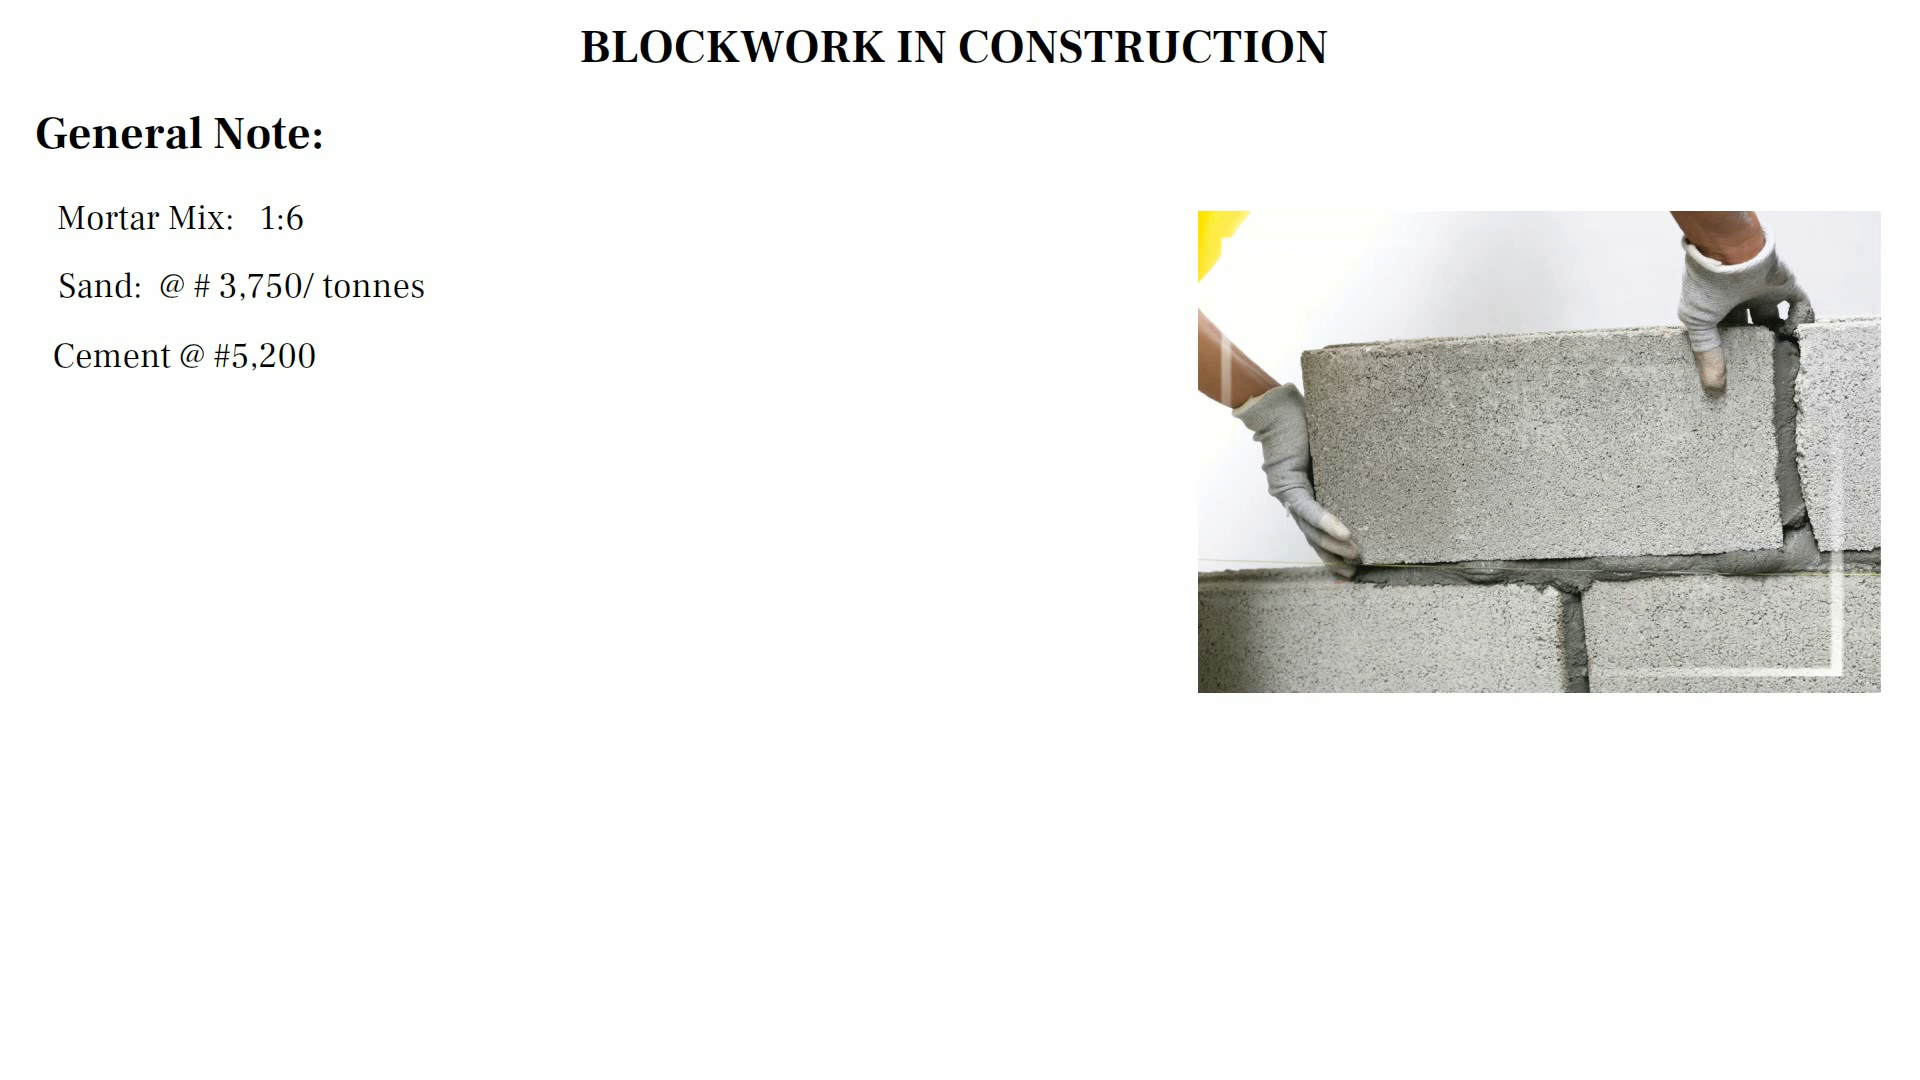 BLOCKWORK IN CONSTRUCTION
General Note:
Mortar Mix: 1:6
Sand: @ # 3,750/ tonnes
Cement @ #5,200